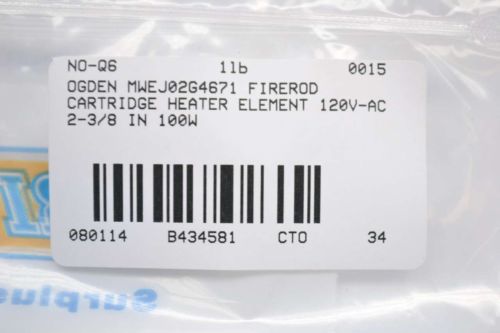 NO-Q6 1lb 0015
OGDEN MWEJ02G4671 FIREROD
CARTRIDGE HEATER ELEMENT 120V-AC
2-3/8 IN 100W
080114 B434581 CTO 34
Surplus